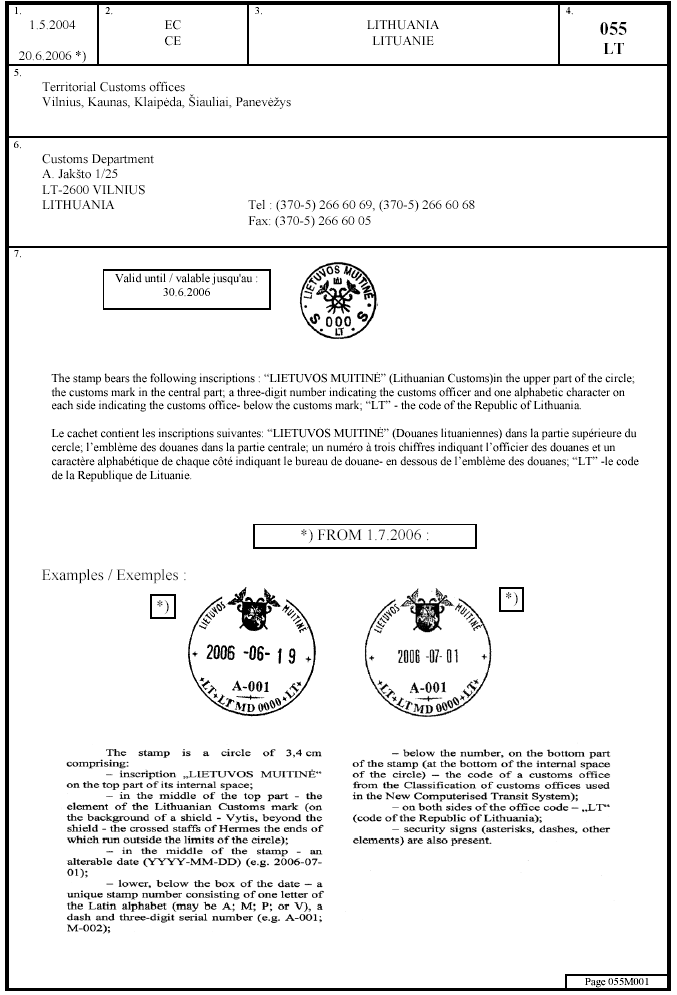 1.
1.5.2004
20.6.2006 *)
2.
EC
CE
3.
LITHUANIA
LITUANIE
4.
055
LT
5.
Territorial Customs offices
Vilnius, Kaunas, Klaipėda, Šiauliai, Panevėžys
6.
Customs Department
A. Jakšto 1/25
LT-2600 VILNIUS
LITHUANIA
Tel : (370-5) 266 60 69, (370-5) 266 60 68
Fax: (370-5) 266 60 05
7.
Valid until / valable jusqu'au :
30.6.2006
LIETUVOS MUITINĖ
S 000 S
LT
The stamp bears the following inscriptions : “LIETUVOS MUITINĖ” (Lithuanian Customs)in the upper part of the circle;
the customs mark in the central part; a three-digit number indicating the customs officer and one alphabetic character on
each side indicating the customs office- below the customs mark; “LT” - the code of the Republic of Lithuania.
Le cachet contient les inscriptions suivantes: “LIETUVOS MUITINĖ” (Douanes lituaniennes) dans la partie supérieure du
cercle; l’emblème des douanes dans la partie centrale; un numéro à trois chiffres indiquant l’officier des douanes et un
caractère alphabétique de chaque côté indiquant le bureau de douane- en dessous de l’emblème des douanes; “LT” -le code
de la Republique de Lituanie.
*) FROM 1.7.2006 :
Examples / Exemples :
*)
LIETUVOS MUITINĖ
+ 2006 -06- 19 +
A-001
*LT+LTMD 0000+LT*
LIETUVOS MUITINĖ
+ 2006 -07- 01 +
A-001
*LT+LTMD 0000+LT*
*)
The stamp is a circle of 3,4 cm
comprising:
– inscription „LIETUVOS MUITINĖ“
on the top part of its internal space;
– in the middle of the top part - the
element of the Lithuanian Customs mark (on
the background of a shield - Vytis, beyond the
shield - the crossed staffs of Hermes the ends of
which run outside the limits of the circle);
– in the middle of the stamp - an
alterable date (YYYY-MM-DD) (e.g. 2006-07-
01);
– lower, below the box of the date – a
unique stamp number consisting of one letter of
the Latin alphabet (may be A; M; P; or V), a
dash and three-digit serial number (e.g. A-001;
M-002);
– below the number, on the bottom part
of the stamp (at the bottom of the internal space
of the circle) – the code of a customs office
from the Classification of customs offices used
in the New Computerised Transit System);
– on both sides of the office code – „LT“
(code of the Republic of Lithuania);
– security signs (asterisks, dashes, other
elements) are also present.
Page 055M001